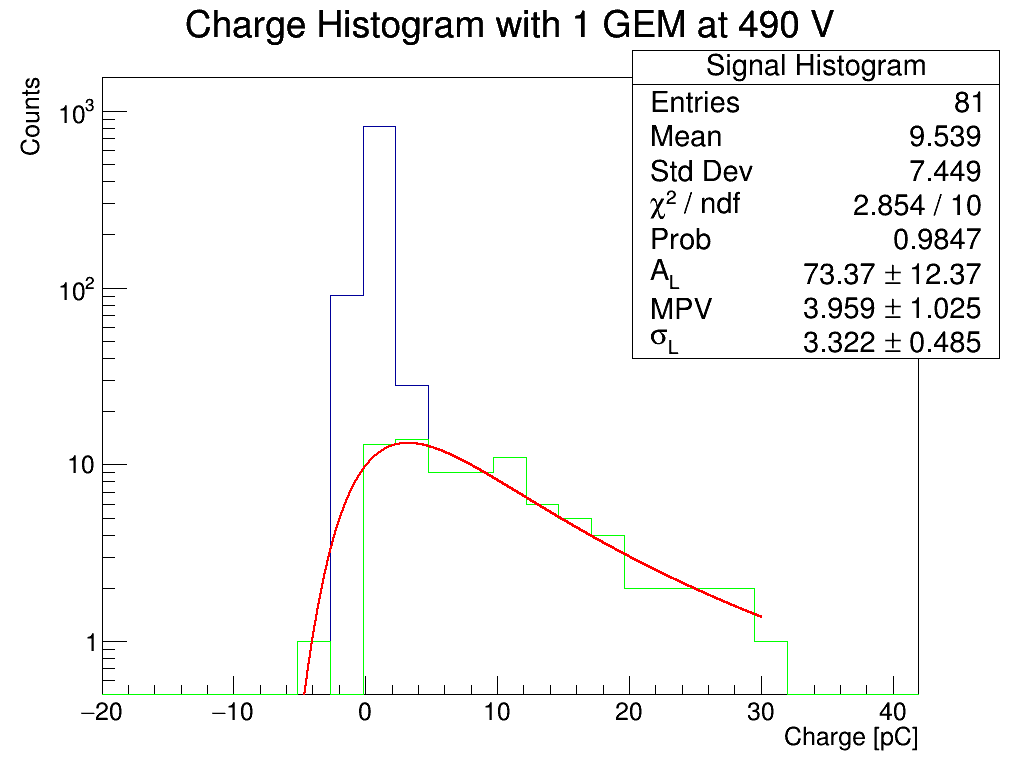 Charge Histogram with 1 GEM at 490 V
Signal Histogram
Entries 81
Mean 9.539
Std Dev 7.449
χ² / ndf 2.854 / 10
Prob 0.9847
A_L 73.37 ± 12.37
MPV 3.959 ± 1.025
σ_L 3.322 ± 0.485
Counts
10³
10²
10
1
−20 −10 0 10 20 30 40
Charge [pC]